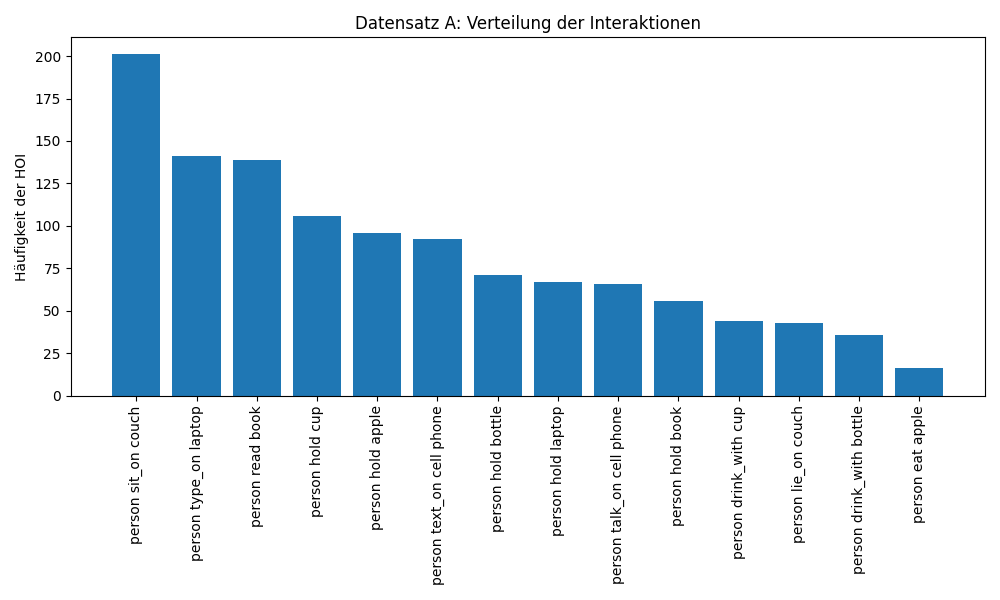 Datensatz A: Verteilung der Interaktionen
Häufigkeit der HOI
200
175
150
125
100
75
50
25
0
person sit_on couch
person type_on laptop
person read book
person hold cup
person hold apple
person text_on cell phone
person hold bottle
person hold laptop
person talk_on cell phone
person hold book
person drink_with cup
person lie_on couch
person drink_with bottle
person eat apple